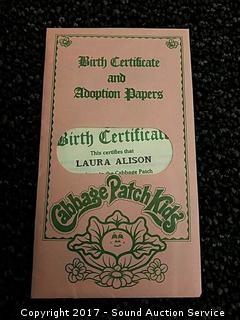 Birth Certificate
and
Adoption Papers
Birth Certificat
This certifies that
LAURA ALISON
in the Cabbage Patch
Cabbage Patch Kids
Copyright © 2017 - Sound Auction Service